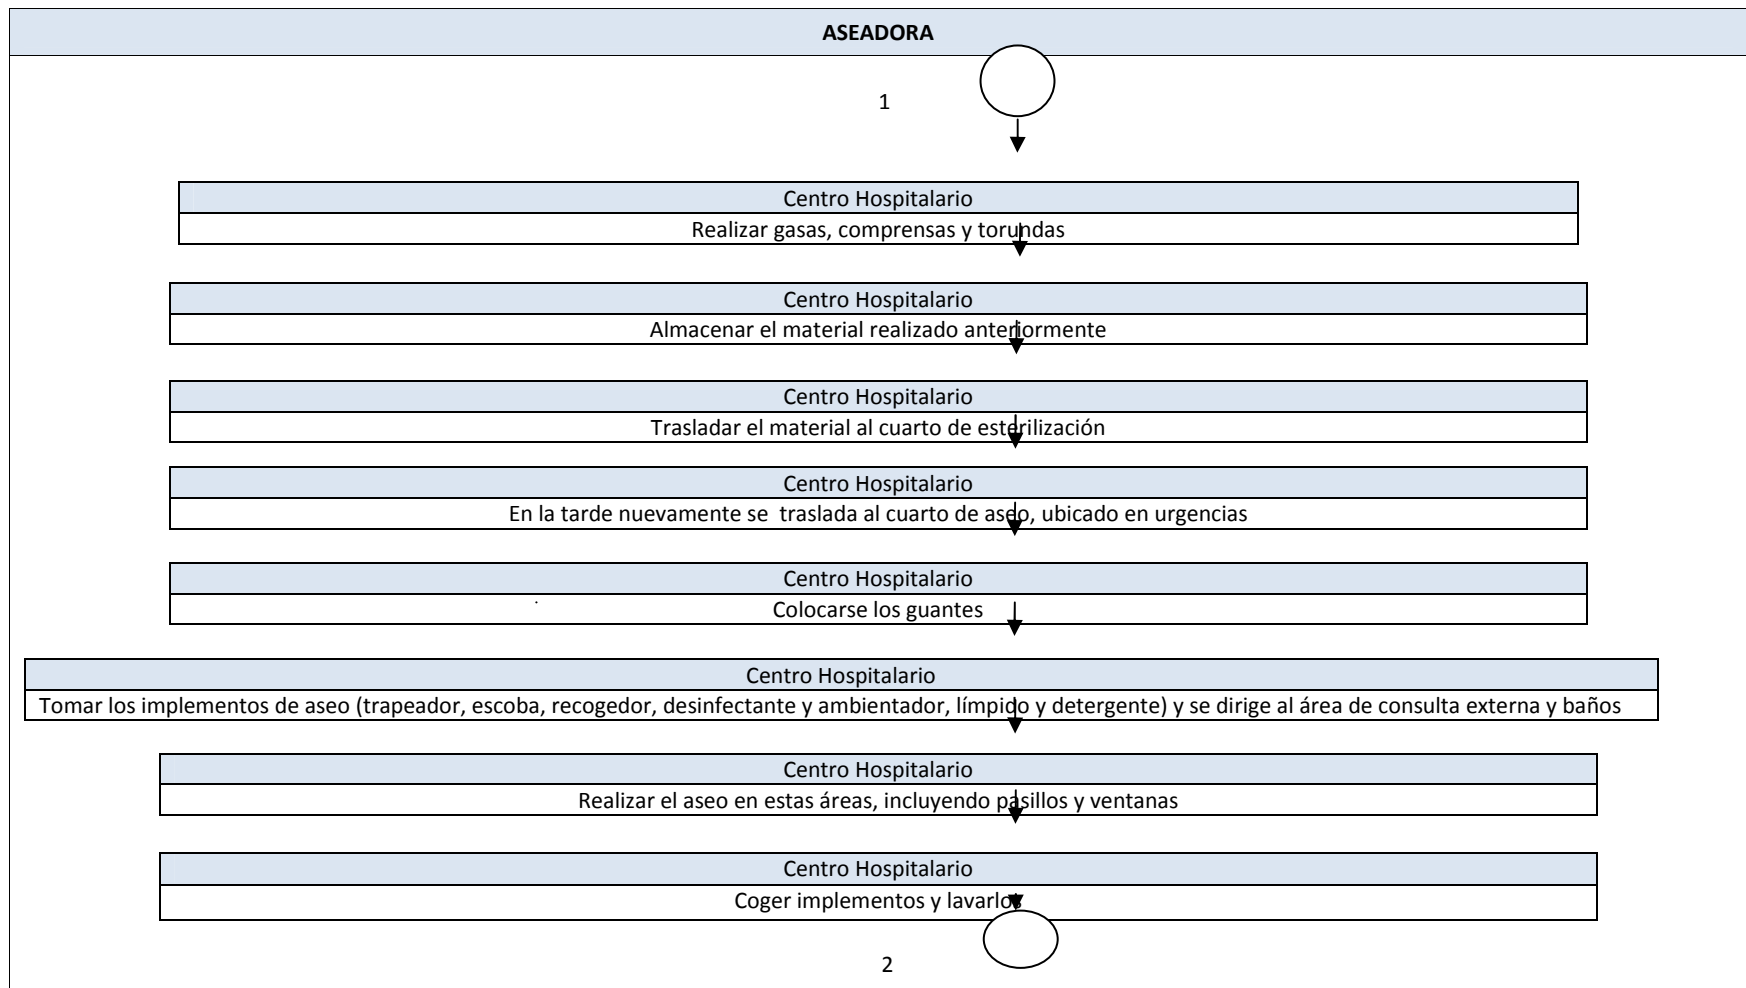 ASEADORA
1
Centro Hospitalario
Realizar gasas, comprensas y torundas
Centro Hospitalario
Almacenar el material realizado anteriormente
Centro Hospitalario
Trasladar el material al cuarto de esterilización
Centro Hospitalario
En la tarde nuevamente se traslada al cuarto de aseo, ubicado en urgencias
Centro Hospitalario
Colocarse los guantes
Centro Hospitalario
Tomar los implementos de aseo (trapeador, escoba, recogedor, desinfectante y ambientador, límpido y detergente) y se dirige al área de consulta externa y baños
Centro Hospitalario
Realizar el aseo en estas áreas, incluyendo pasillos y ventanas
Centro Hospitalario
Coger implementos y lavarlos
2